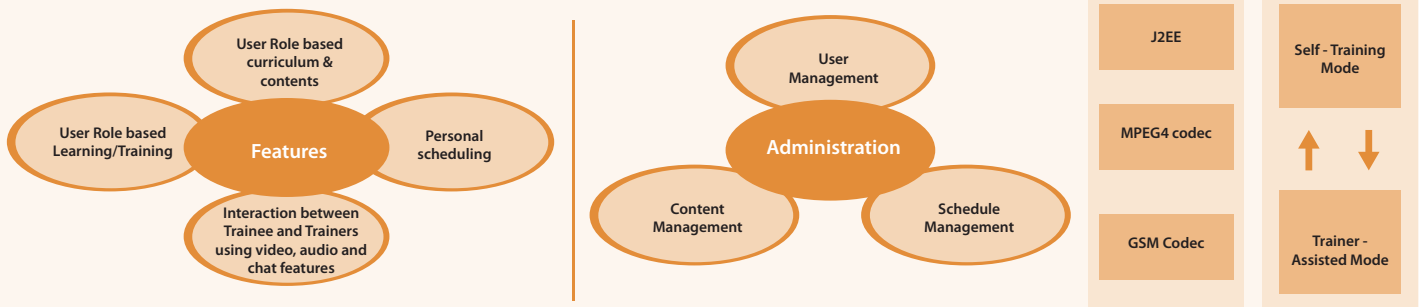 User Role based
curriculum &
contents
User Role based
Learning/Training
Features
Personal
scheduling
Interaction between
Trainee and Trainers
using video, audio and
chat features
User
Management
Administration
Content
Management
Schedule
Management
J2EE
MPEG4 codec
GSM Codec
Self - Training
Mode
Trainer -
Assisted Mode